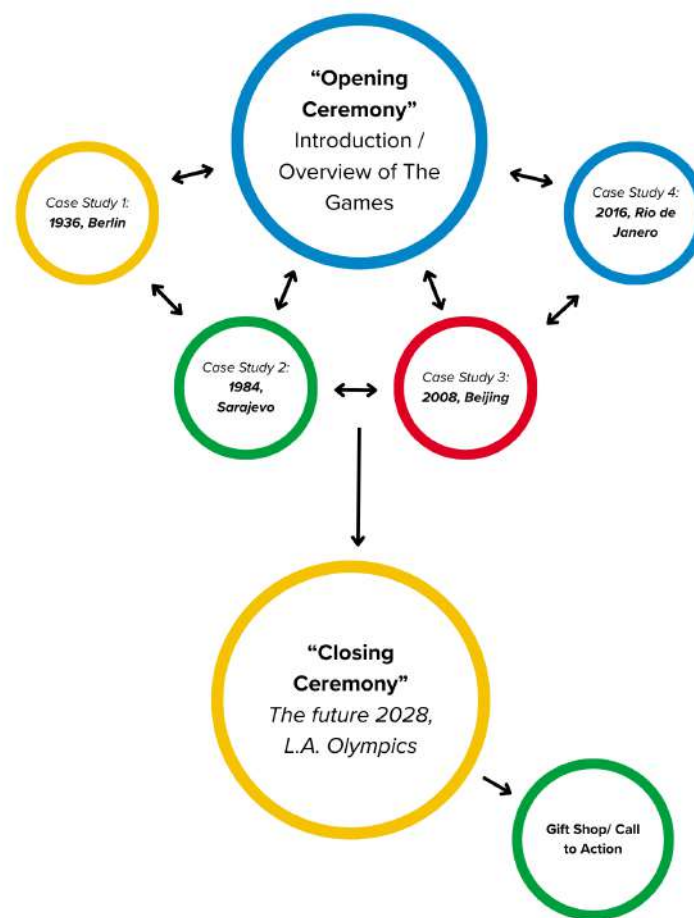 “Opening
Ceremony”
Introduction /
Overview of The
Games
Case Study 1:
1936, Berlin
Case Study 4:
2016, Rio de
Janero
Case Study 2:
1984,
Sarajevo
Case Study 3:
2008, Beijing
“Closing
Ceremony”
The future 2028,
L.A. Olympics
Gift Shop/ Call
to Action